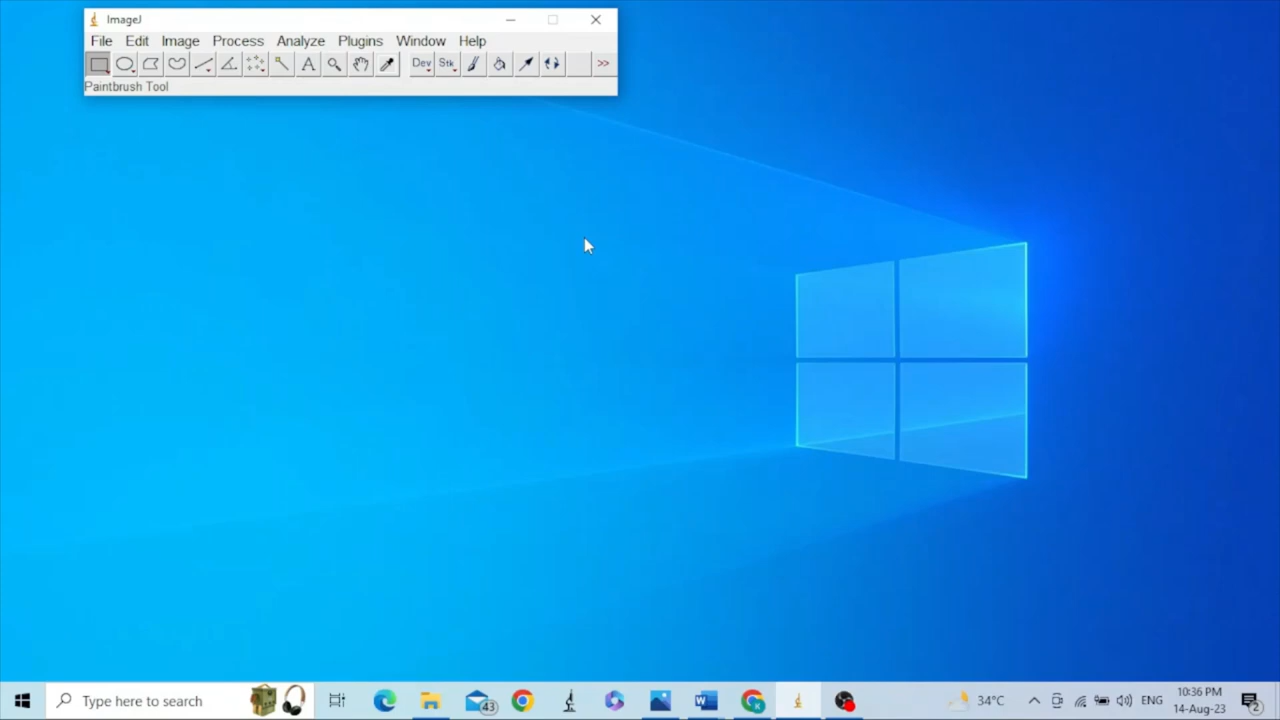 ImageJ
File Edit Image Process Analyze Plugins Window Help
A Dev Stk >>
Paintbrush Tool
Type here to search
43
K
34°C
ENG
10:36 PM
14-Aug-23
2